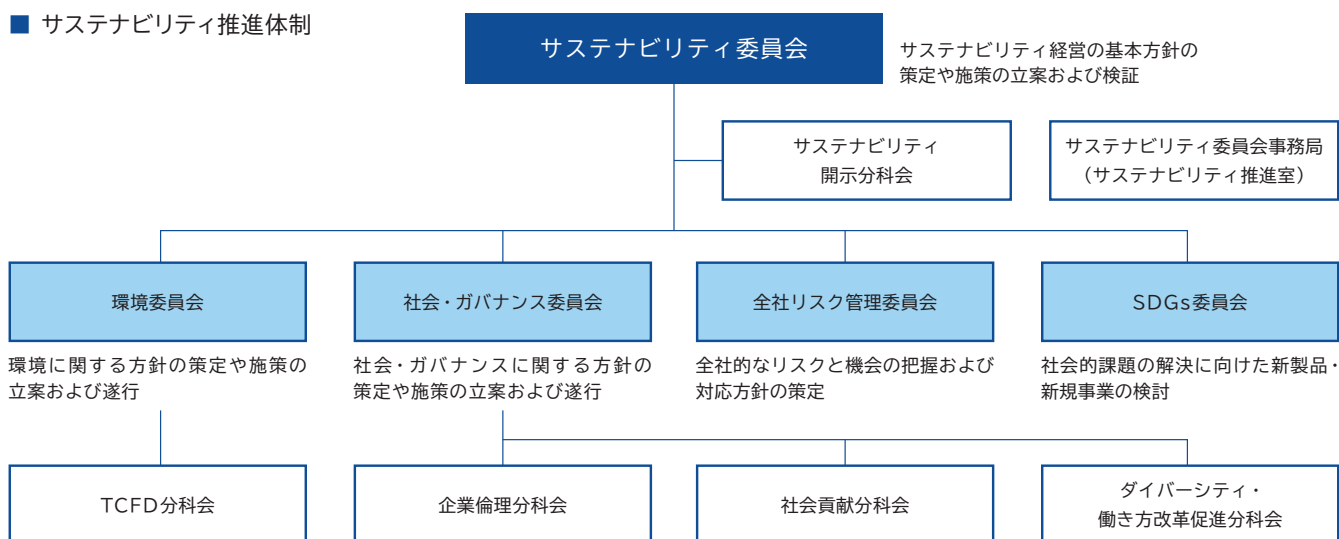 ■ サステナビリティ推進体制
サステナビリティ委員会
サステナビリティ経営の基本方針の
策定や施策の立案および検証
サステナビリティ
開示分科会
サステナビリティ委員会事務局
（サステナビリティ推進室）
環境委員会
環境に関する方針の策定や施策の
立案および遂行
社会・ガバナンス委員会
社会・ガバナンスに関する方針の
策定や施策の立案および遂行
全社リスク管理委員会
全社的なリスクと機会の把握および
対応方針の策定
SDGs委員会
社会的課題の解決に向けた新製品・
新規事業の検討
TCFD分科会
企業倫理分科会
社会貢献分科会
ダイバーシティ・
働き方改革促進分科会